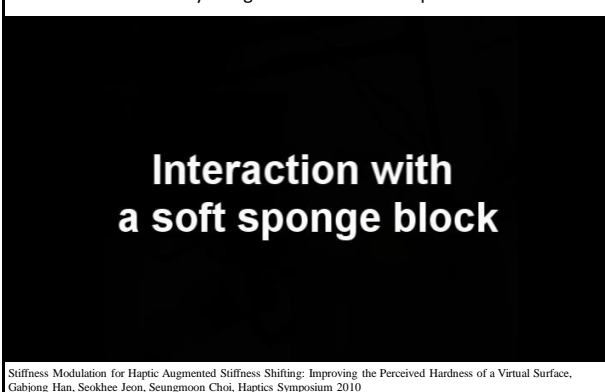 Interaction with
a soft sponge block
Stiffness Modulation for Haptic Augmented Stiffness Shifting: Improving the Perceived Hardness of a Virtual Surface,
Gabjong Han, Seokhee Jeon, Seungmoon Choi, Haptics Symposium 2010